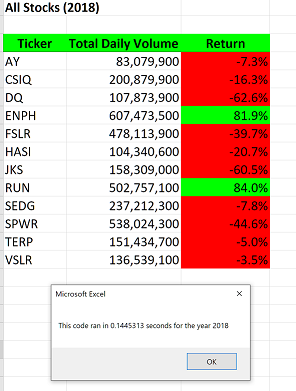 All Stocks (2018)
Ticker Total Daily Volume Return
AY 83,079,900 -7.3%
CSIQ 200,879,900 -16.3%
DQ 107,873,900 -62.6%
ENPH 607,473,500 81.9%
FSLR 478,113,900 -39.7%
HASI 104,340,600 -20.7%
JKS 158,309,000 -60.5%
RUN 502,757,100 84.0%
SEDG 237,212,300 -7.8%
SPWR 538,024,300 -44.6%
TERP 151,434,700 -5.0%
VSLR 136,539,100 -3.5%
Microsoft Excel
This code ran in 0.1445313 seconds for the year 2018
OK